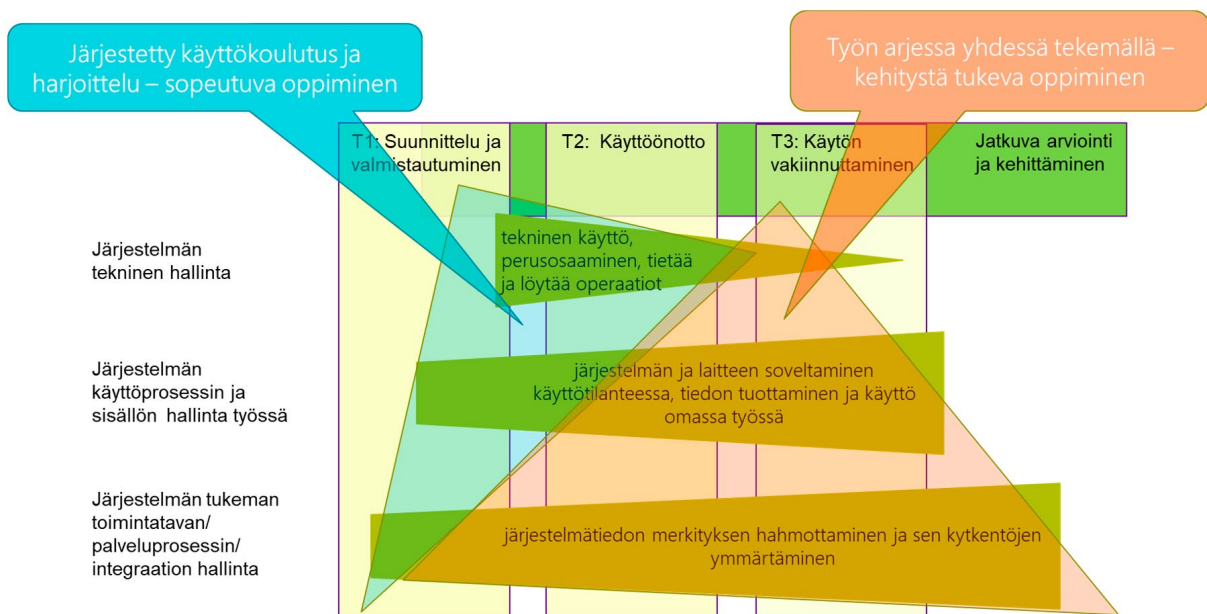 Järjestetty käyttökoulutus ja
harjoittelu – sopeutuva oppiminen
Työn arjessa yhdessä tekemällä –
kehitystä tukeva oppiminen
T1: Suunnittelu ja
valmistautuminen
T2: Käyttöönotto
T3: Käytön
vakiinnuttaminen
Jatkuva arviointi
ja kehittäminen
Järjestelmän
tekninen hallinta
tekninen käyttö,
perusosaaminen, tietää
ja löytää operaatiot
Järjestelmän
käyttöprosessin ja
sisällön hallinta työssä
järjestelmän ja laitteen soveltaminen
käyttötilanteessa, tiedon tuottaminen ja käyttö
omassa työssä
Järjestelmän tukeman
toimintatavan/
palveluprosessin/
integraation hallinta
järjestelmätiedon merkityksen hahmottaminen ja sen kytkentöjen
ymmärtäminen